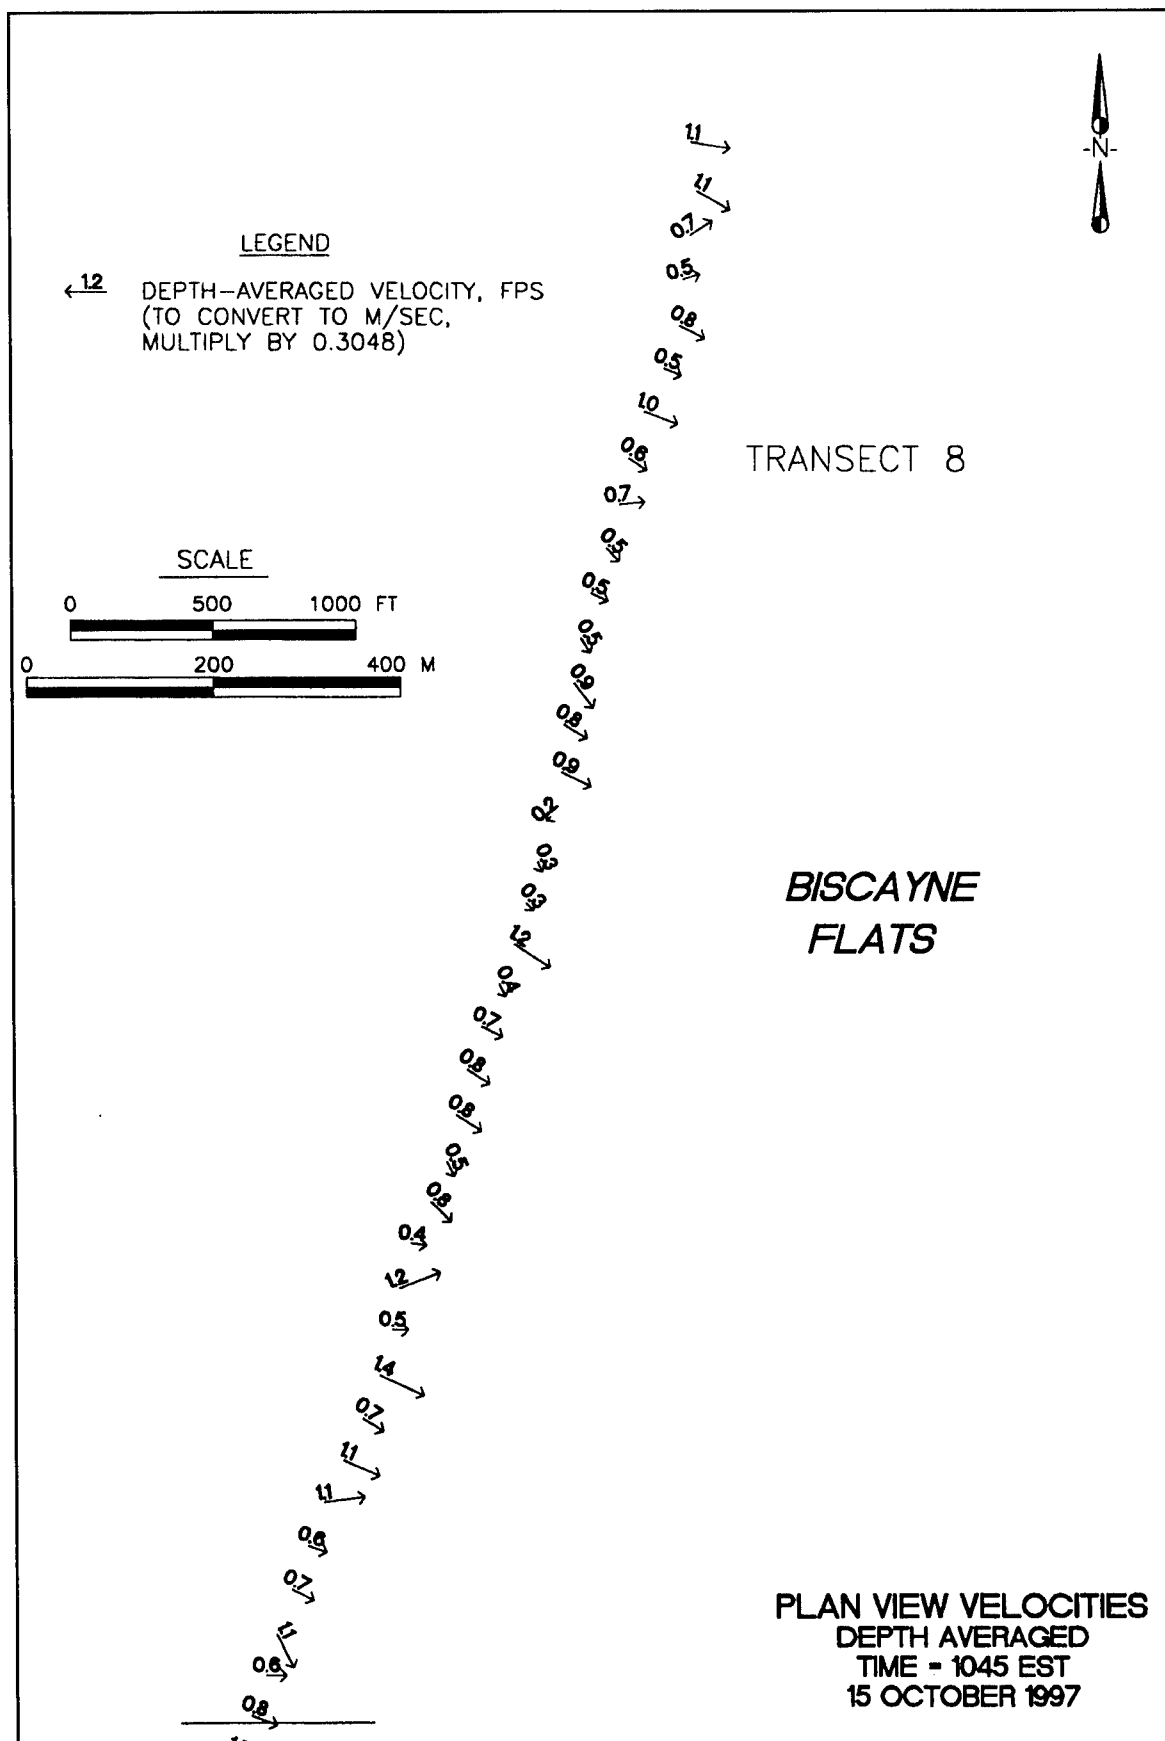 1.1
-N-
1.1
0.7
LEGEND
0.5
1.2
DEPTH-AVERAGED VELOCITY, FPS
(TO CONVERT TO M/SEC,
MULTIPLY BY 0.3048)
0.8
0.5
1.0
0.6
TRANSECT 8
0.7
0.5
SCALE
0.5
0 500 1000 FT
0.5
0 200 400 M
0.9
0.8
0.9
0.2
0.3
0.3
BISCAYNE
FLATS
1.2
0.4
0.7
0.8
0.8
0.5
0.8
0.4
1.2
0.5
1.4
0.7
1.1
1.1
0.6
0.7
1.1
0.6
0.8
PLAN VIEW VELOCITIES
DEPTH AVERAGED
TIME = 1045 EST
15 OCTOBER 1997